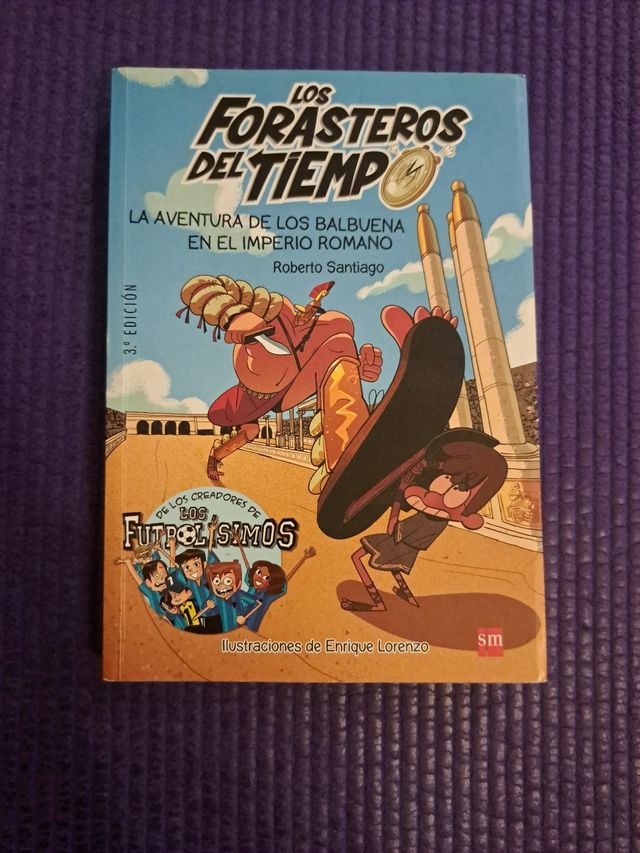 LOS
FORASTEROS
DEL TIEMPO
LA AVENTURA DE LOS BALBUENA
EN EL IMPERIO ROMANO
Roberto Santiago
3.ª EDICIÓN
DE LOS CREADORES DE
LOS
FUTBOLÍSIMOS
Ilustraciones de Enrique Lorenzo
sm